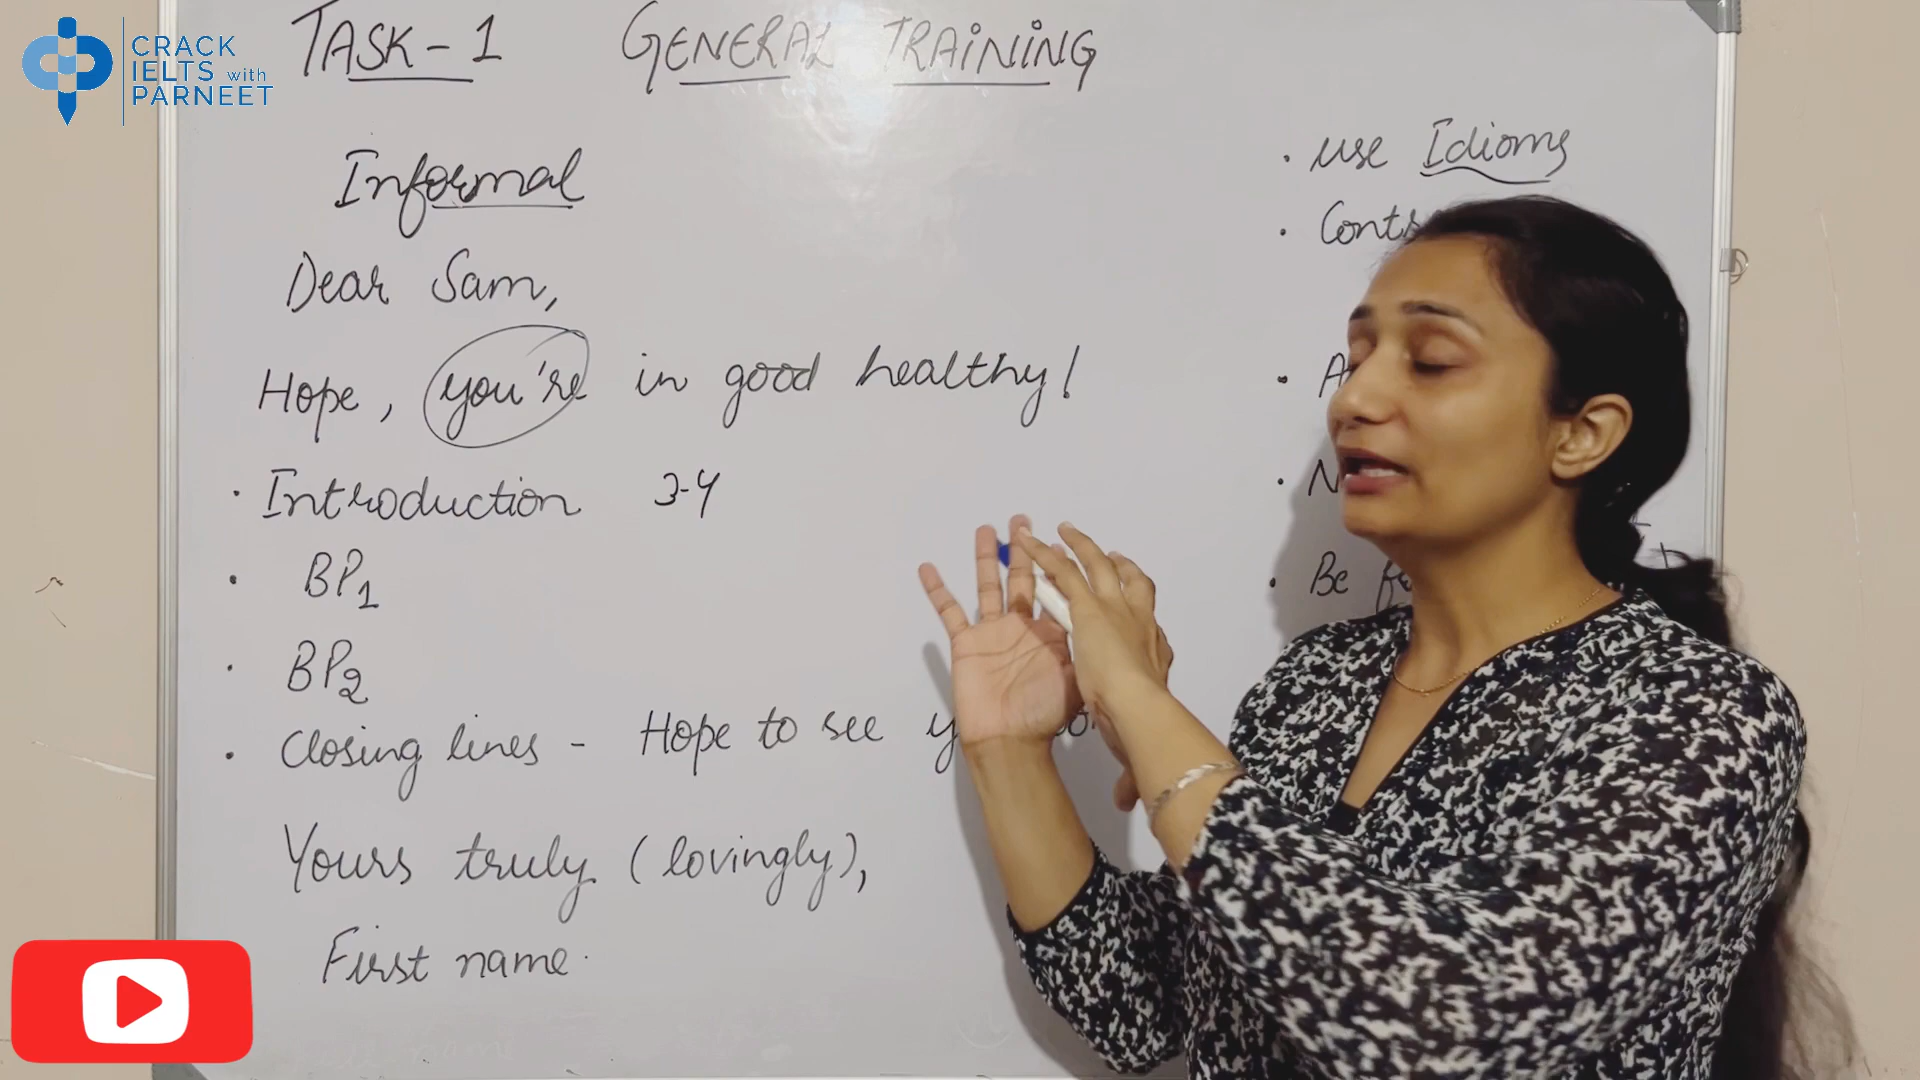 CRACK
IELTS with
PARNEET
TASK-1 GENERAL TRAINING
Informal
Dear Sam,
Hope, you're in good healthy!
· Introduction 3-4
· BP1
· BP2
· Closing lines - Hope to see
Yours truly (lovingly),
First name.
· use Idioms
· Be